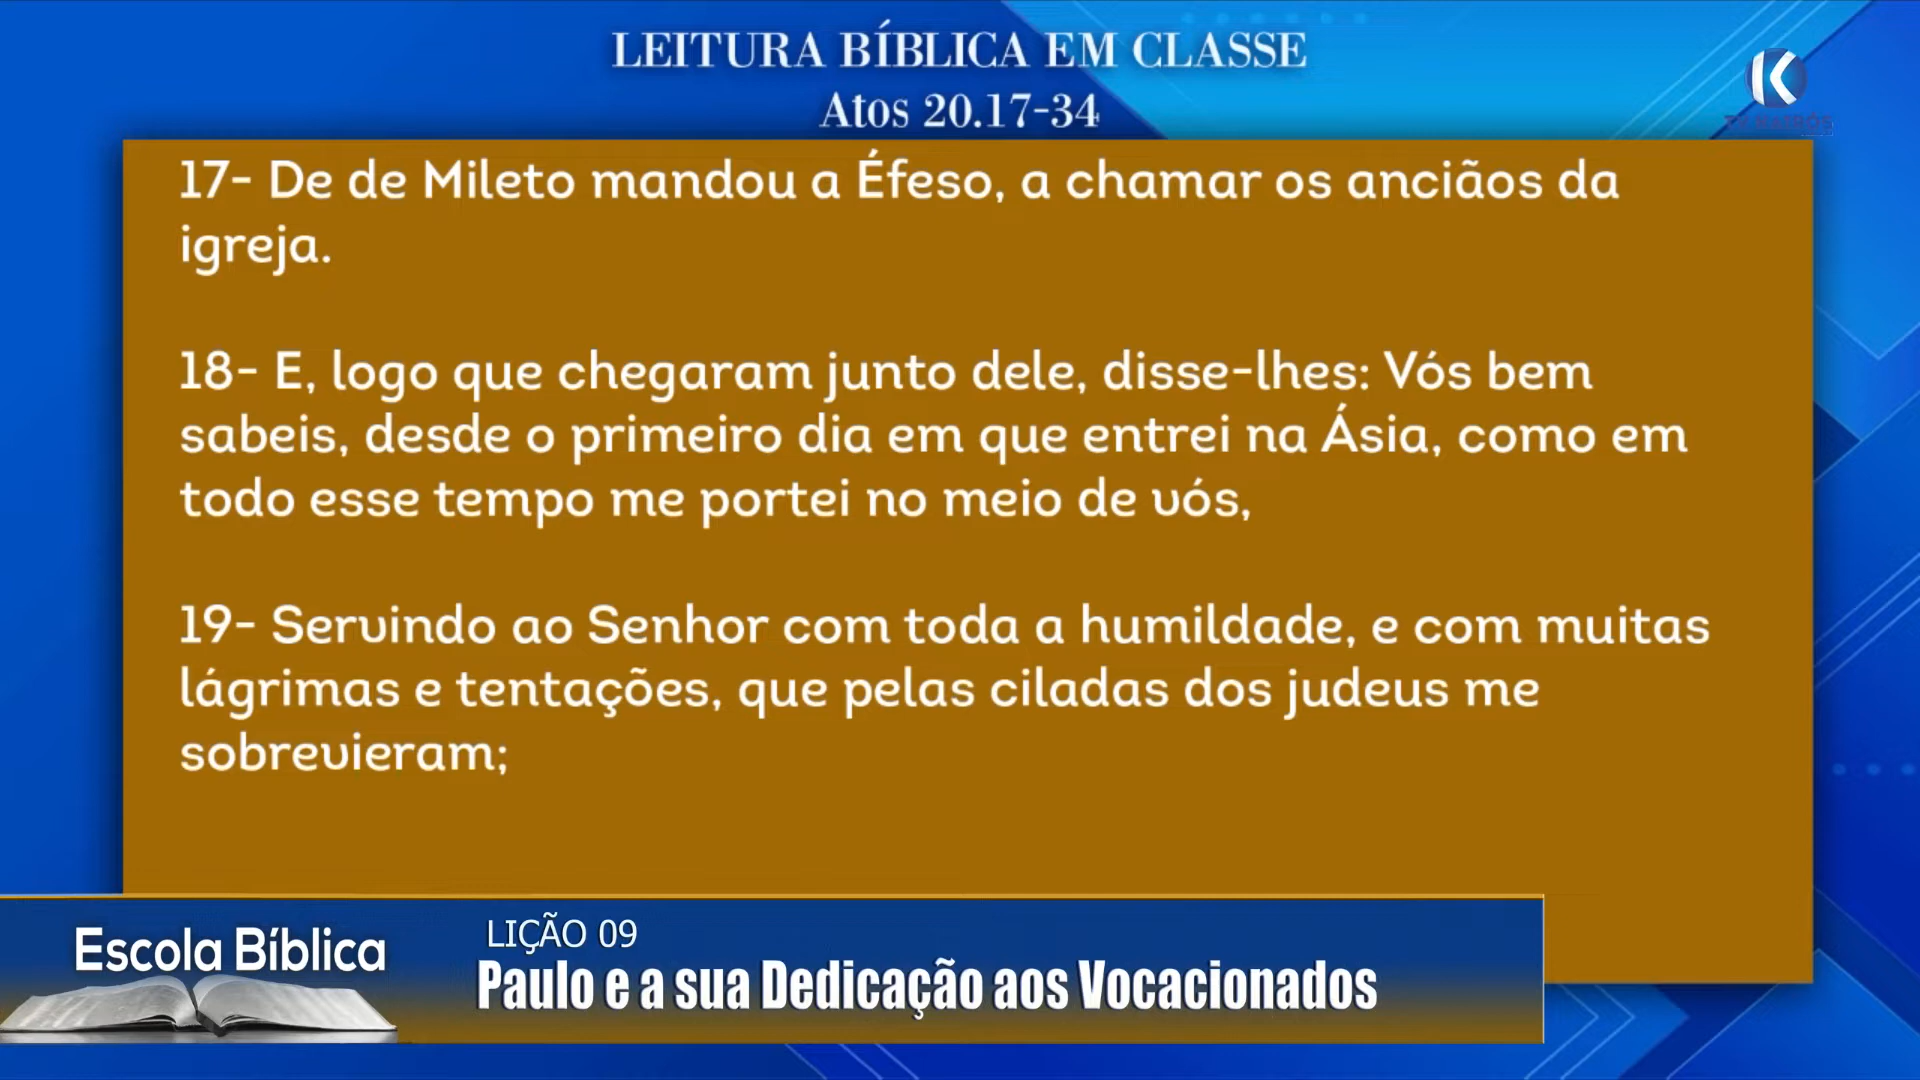 LEITURA BÍBLICA EM CLASSE
Atos 20.17-34
17- De de Mileto mandou a Éfeso, a chamar os anciãos da
igreja.
18- E, logo que chegaram junto dele, disse-lhes: Vós bem
sabeis, desde o primeiro dia em que entrei na Ásia, como em
todo esse tempo me portei no meio de vós,
19- Servindo ao Senhor com toda a humildade, e com muitas
lágrimas e tentações, que pelas ciladas dos judeus me
sobrevieram;
Escola Bíblica
LIÇÃO 09
Paulo e a sua Dedicação aos Vocacionados